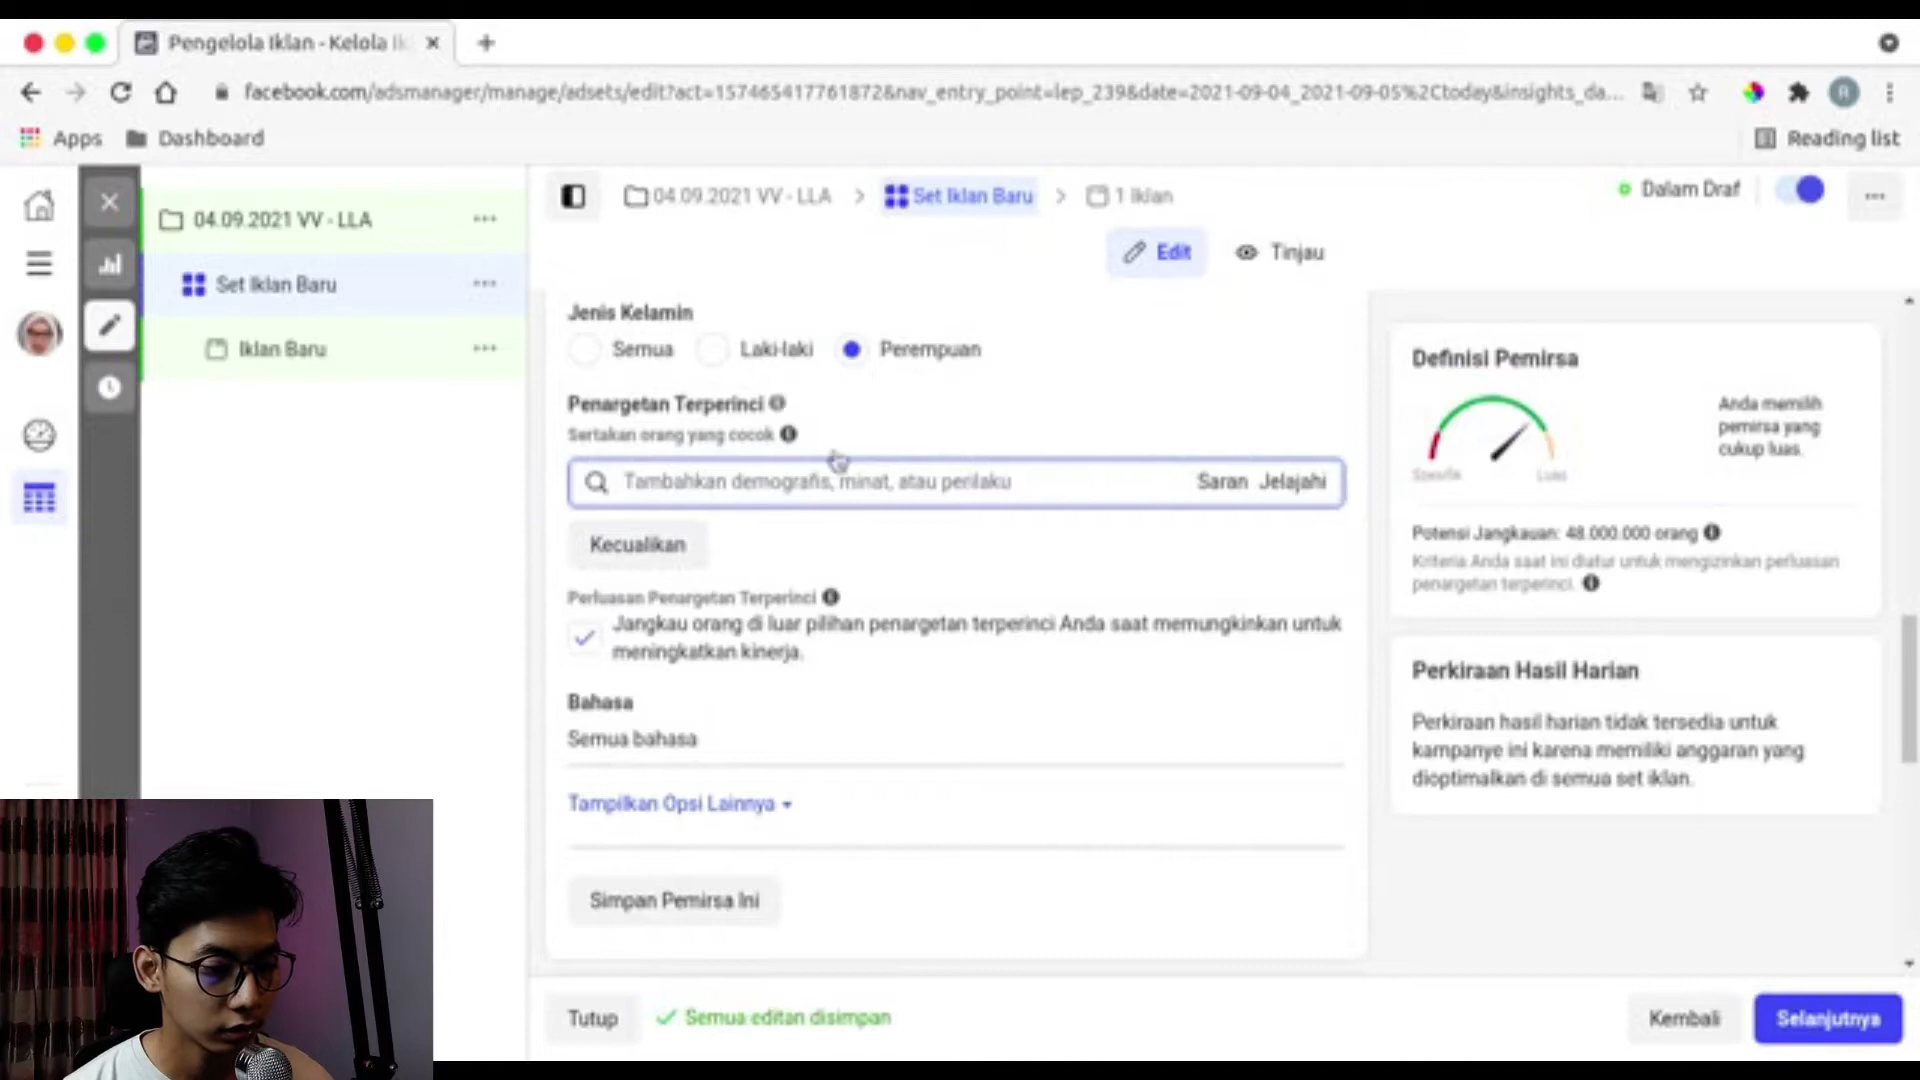 Pengelola Iklan - Kelola Ik
facebook.com/adsmanager/manage/adsets/edit?act=157465417761872&nav_entry_point=lep_239&date=2021-09-04_2021-09-05%2Ctoday&insights_da...
Apps
Dashboard
Reading list
04.09.2021 VV - LLA
Set Iklan Baru
Iklan Baru
04.09.2021 VV - LLA
Set Iklan Baru
1 Iklan
Dalam Draf
Edit
Tinjau
Jenis Kelamin
Semua
Laki-laki
Perempuan
Penargetan Terperinci
Sertakan orang yang cocok
Tambahkan demografis, minat, atau perilaku
Saran
Jelajahi
Kecualikan
Perluasan Penargetan Terperinci
Jangkau orang di luar pilihan penargetan terperinci Anda saat memungkinkan untuk
meningkatkan kinerja.
Bahasa
Semua bahasa
Tampilkan Opsi Lainnya
Simpan Pemirsa Ini
Definisi Pemirsa
Anda memilih
pemirsa yang
cukup luas.
Spesifik
Luas
Potensi Jangkauan: 48.000.000 orang
Kriteria Anda saat ini diatur untuk mengizinkan perluasan
penargetan terperinci.
Perkiraan Hasil Harian
Perkiraan hasil harian tidak tersedia untuk
kampanye ini karena memiliki anggaran yang
dioptimalkan di semua set iklan.
Tutup
Semua editan disimpan
Kembali
Selanjutnya
R